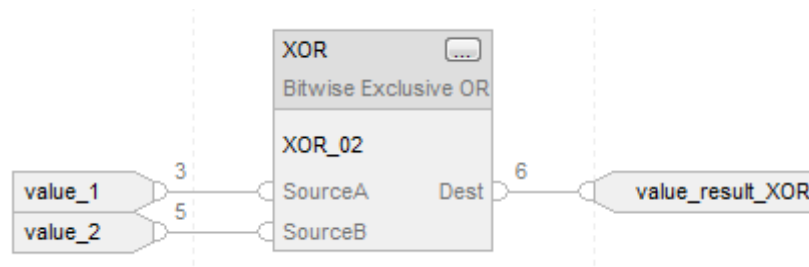 XOR
...
Bitwise Exclusive OR
XOR_02
3
6
value_1
SourceA
Dest
value_result_XOR
5
value_2
SourceB